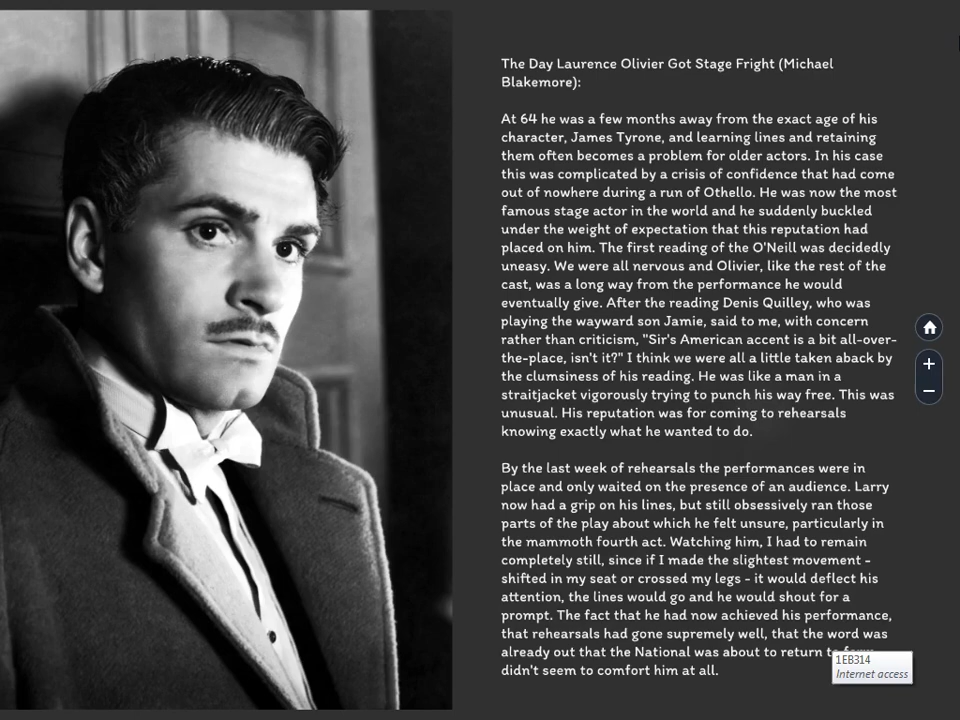 The Day Laurence Olivier Got Stage Fright (Michael
Blakemore):
At 64 he was a few months away from the exact age of his
character, James Tyrone, and learning lines and retaining
them often becomes a problem for older actors. In his case
this was complicated by a crisis of confidence that had come
out of nowhere during a run of Othello. He was now the most
famous stage actor in the world and he suddenly buckled
under the weight of expectation that this reputation had
placed on him. The first reading of the O'Neill was decidedly
uneasy. We were all nervous and Olivier, like the rest of the
cast, was a long way from the performance he would
eventually give. After the reading Denis Quilley, who was
playing the wayward son Jamie, said to me, with concern
rather than criticism, "Sir's American accent is a bit all-over-
the-place, isn't it?" I think we were all a little taken aback by
the clumsiness of his reading. He was like a man in a
straitjacket vigorously trying to punch his way free. This was
unusual. His reputation was for coming to rehearsals
knowing exactly what he wanted to do.
By the last week of rehearsals the performances were in
place and only waited on the presence of an audience. Larry
now had a grip on his lines, but still obsessively ran those
parts of the play about which he felt unsure, particularly in
the mammoth fourth act. Watching him, I had to remain
completely still, since if I made the slightest movement -
shifted in my seat or crossed my legs - it would deflect his
attention, the lines would go and he would shout for a
prompt. The fact that he had now achieved his performance,
that rehearsals had gone supremely well, that the word was
already out that the National was about to return
didn't seem to comfort him at all.
1EB314
Internet access